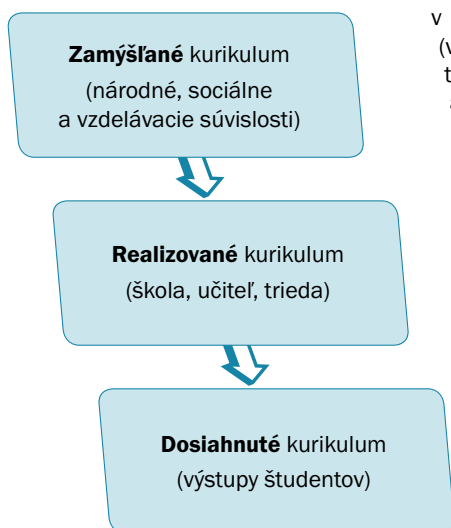 Zamýšľané kurikulum
(národné, sociálne
a vzdelávacie súvislosti)
Realizované kurikulum
(škola, učiteľ, trieda)
Dosiahnuté kurikulum
(výstupy študentov)
v